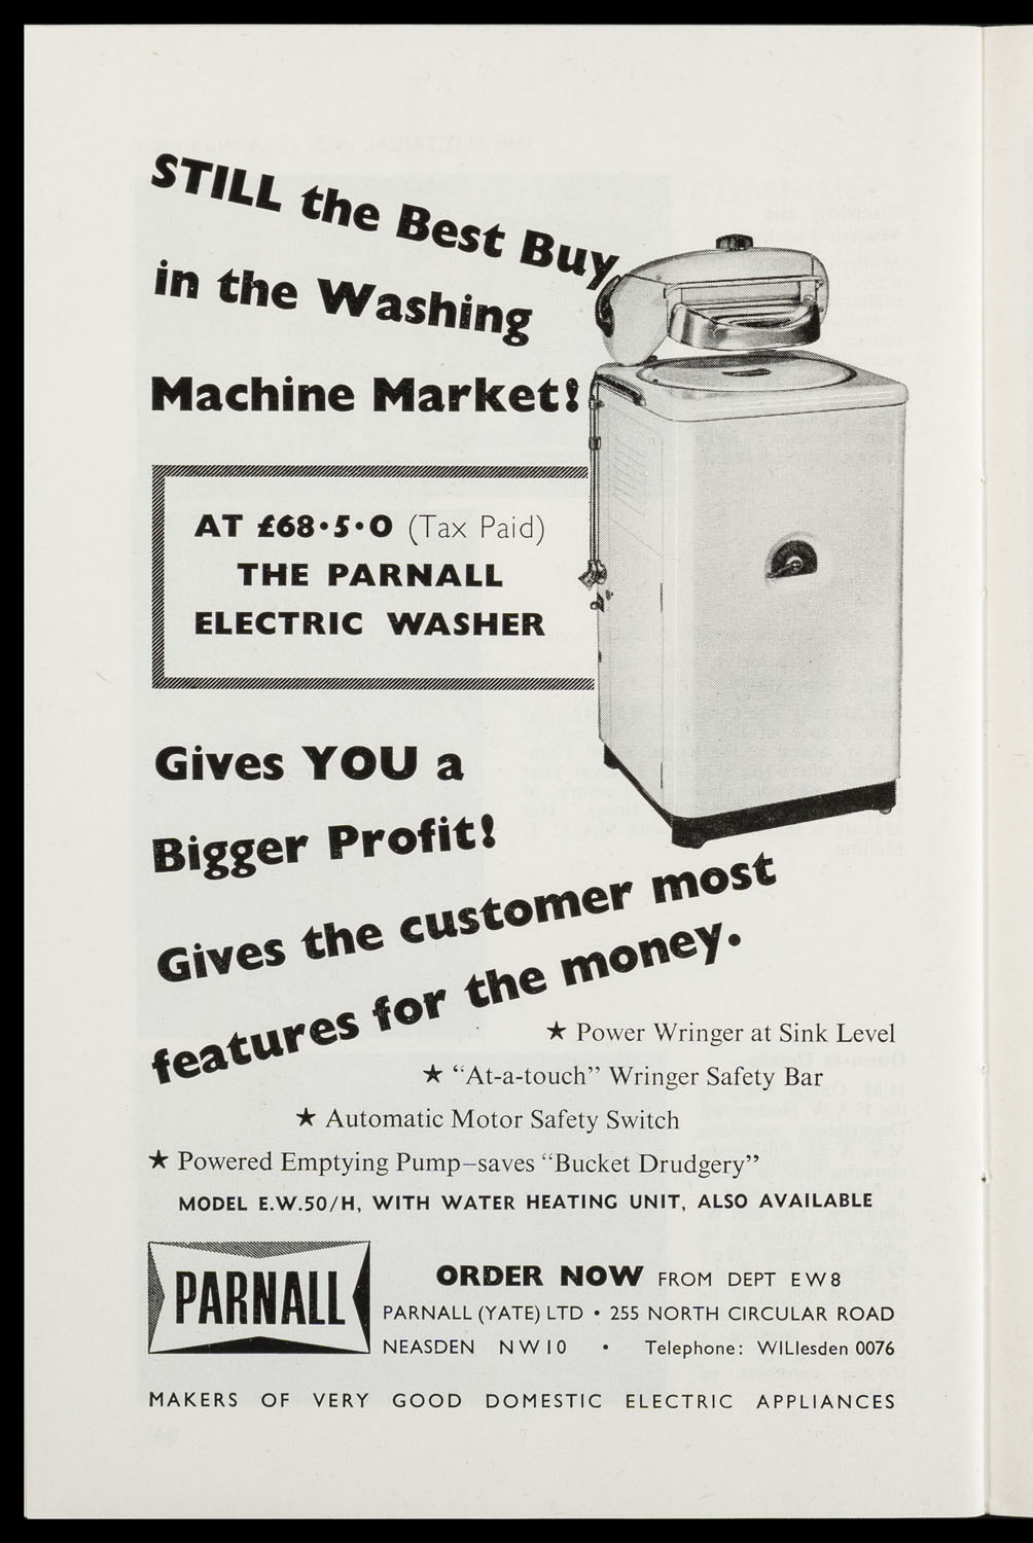 STILL the Best Buy
in the Washing
Machine Market!
AT £68·5·0 (Tax Paid)
THE PARNALL
ELECTRIC WASHER
Gives YOU a
Bigger Profit!
Gives the customer most
features for the money.
★ Power Wringer at Sink Level
★ “At-a-touch” Wringer Safety Bar
★ Automatic Motor Safety Switch
★ Powered Emptying Pump–saves “Bucket Drudgery”
MODEL E.W.50/H, WITH WATER HEATING UNIT, ALSO AVAILABLE
PARNALL
ORDER NOW FROM DEPT EW8
PARNALL (YATE) LTD • 255 NORTH CIRCULAR ROAD
NEASDEN NW10 • Telephone: WILlesden 0076
MAKERS OF VERY GOOD DOMESTIC ELECTRIC APPLIANCES